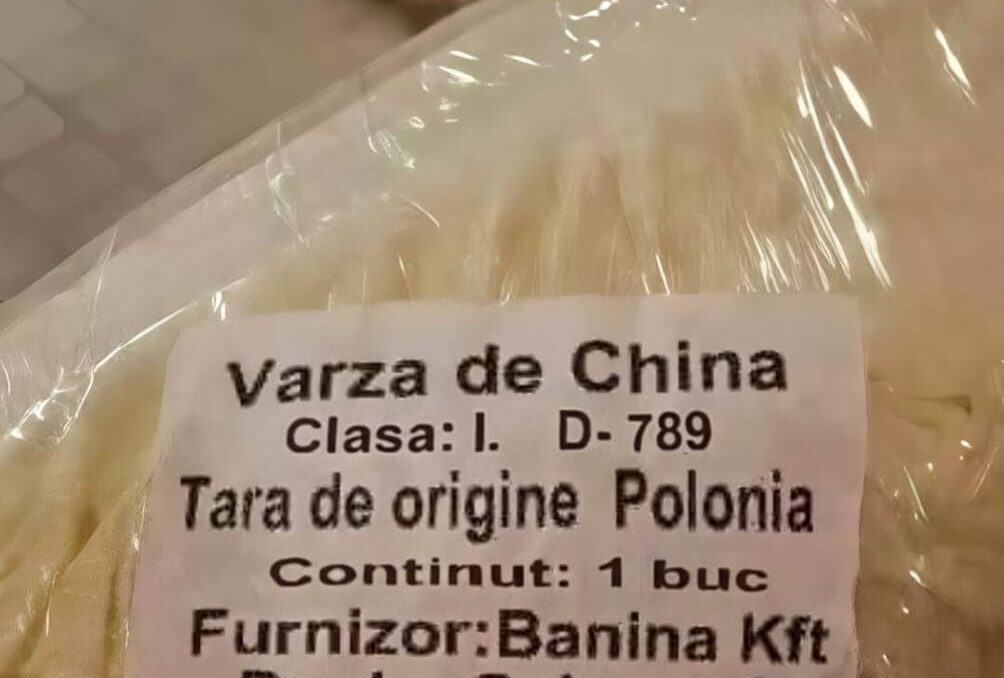 Varza de China
Clasa: I. D- 789
Tara de origine Polonia
Continut: 1 buc
Furnizor:Banina Kft